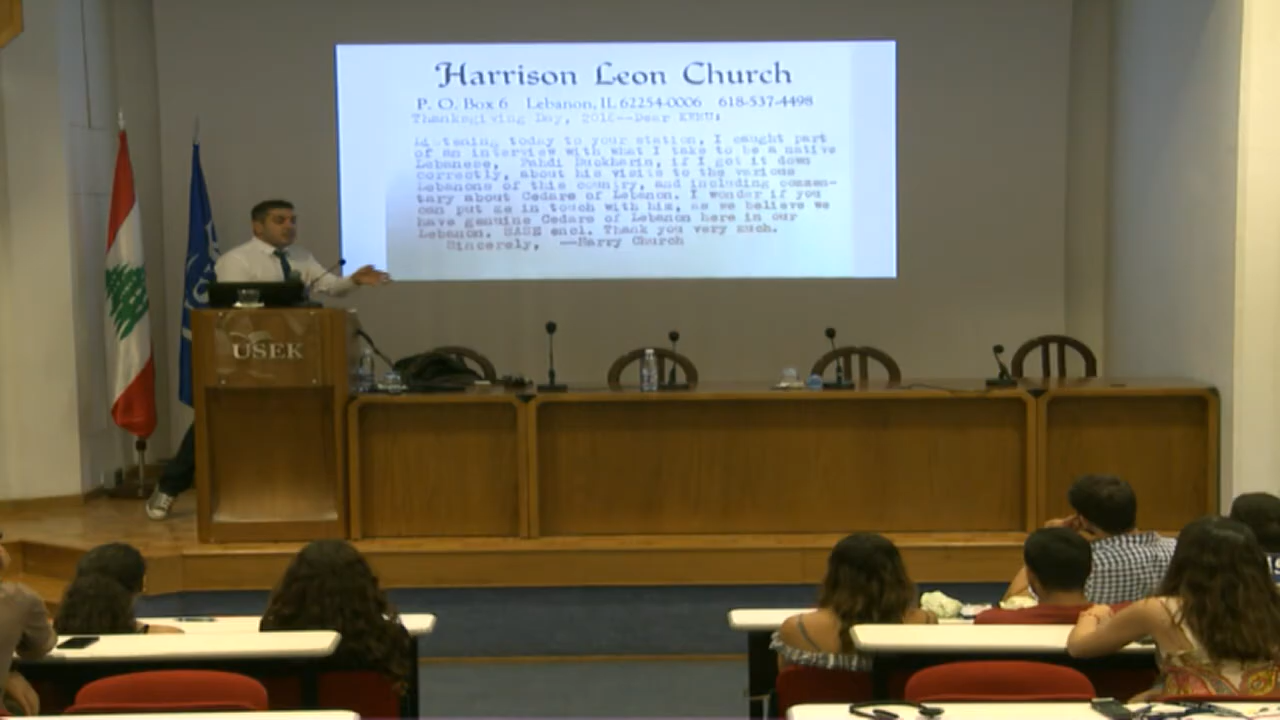 Harrison Leon Church
P. O. Box 6 Lebanon, IL 62254-0006 618-537-4498
Thanksgiving Day, 2016--Dear
Listening today to your station, I caught part
of an interview with what I take to be a native
Lebanese, if I got it down
correctly, about his visits to the various
Lebanons of this country, and including commen-
tary about Cedars of Lebanon. I wonder if you
can put me in touch with him, as we believe we
have genuine Cedars of Lebanon here in our
Lebanon. SASE encl. Thank you very much.
Sincerely, --Harry Church
USEK